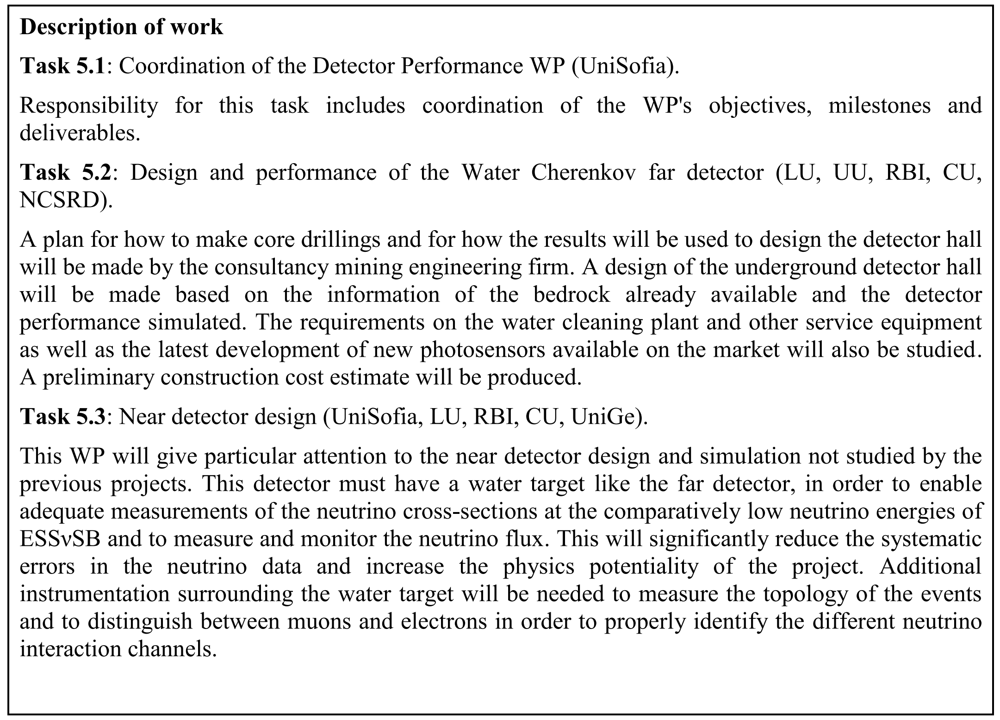 Description of work
Task 5.1: Coordination of the Detector Performance WP (UniSofia).
Responsibility for this task includes coordination of the WP's objectives, milestones and
deliverables.
Task 5.2: Design and performance of the Water Cherenkov far detector (LU, UU, RBI, CU,
NCSRD).
A plan for how to make core drillings and for how the results will be used to design the detector hall
will be made by the consultancy mining engineering firm. A design of the underground detector hall
will be made based on the information of the bedrock already available and the detector
performance simulated. The requirements on the water cleaning plant and other service equipment
as well as the latest development of new photosensors available on the market will also be studied.
A preliminary construction cost estimate will be produced.
Task 5.3: Near detector design (UniSofia, LU, RBI, CU, UniGe).
This WP will give particular attention to the near detector design and simulation not studied by the
previous projects. This detector must have a water target like the far detector, in order to enable
adequate measurements of the neutrino cross-sections at the comparatively low neutrino energies of
ESSνSB and to measure and monitor the neutrino flux. This will significantly reduce the systematic
errors in the neutrino data and increase the physics potentiality of the project. Additional
instrumentation surrounding the water target will be needed to measure the topology of the events
and to distinguish between muons and electrons in order to properly identify the different neutrino
interaction channels.